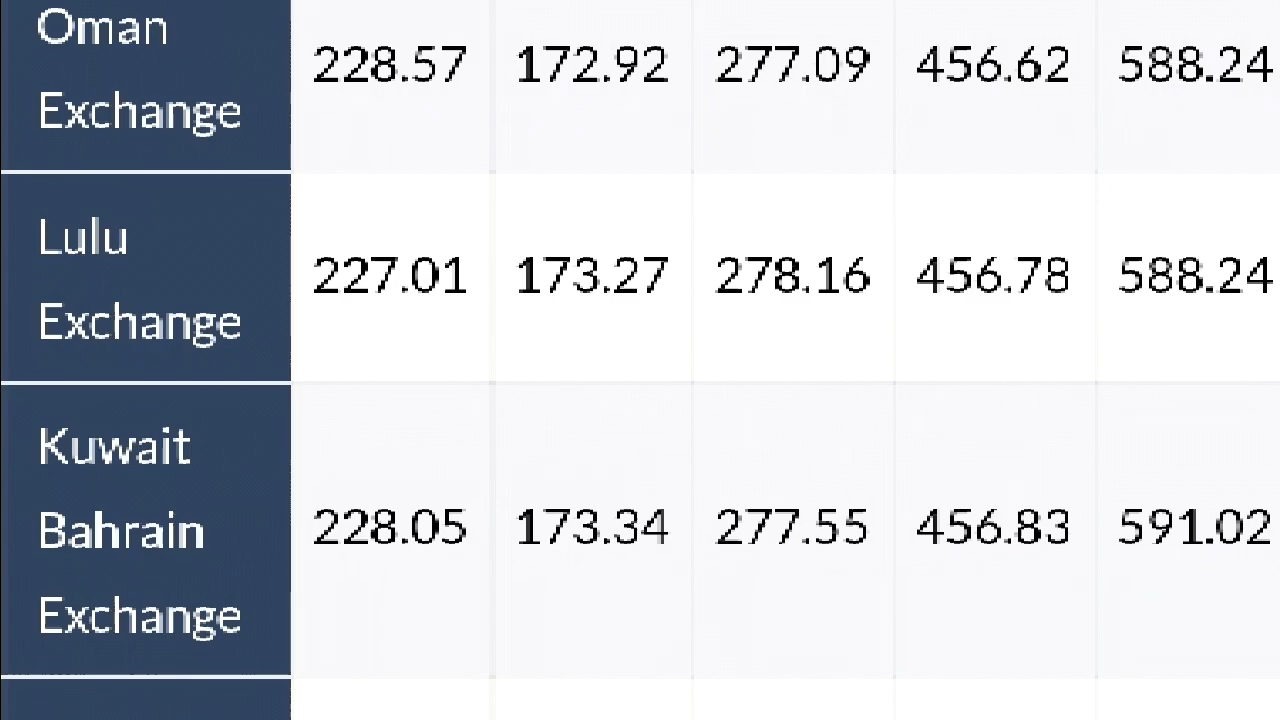 Oman
Exchange
228.57 172.92 277.09 456.62 588.24
Lulu
Exchange
227.01 173.27 278.16 456.78 588.24
Kuwait
Bahrain
Exchange
228.05 173.34 277.55 456.83 591.02